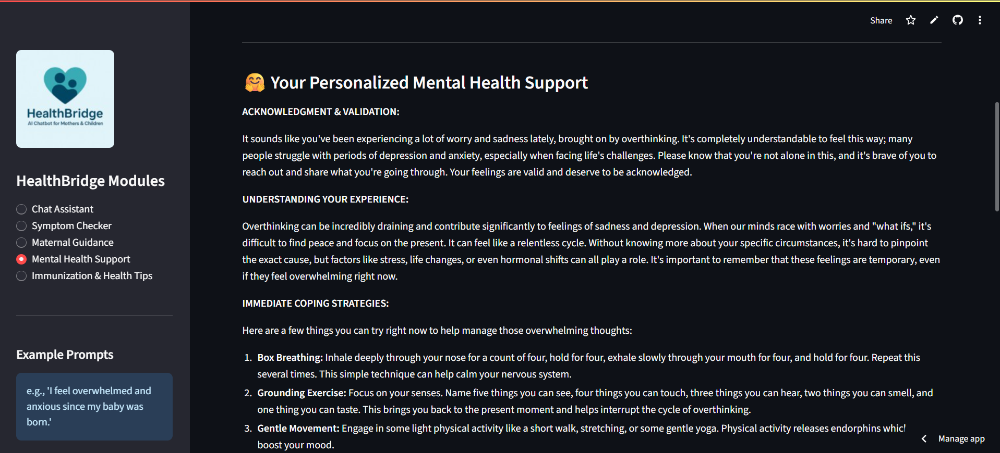 Share
HealthBridge
AI Chatbot for Mothers & Children
HealthBridge Modules
Chat Assistant
Symptom Checker
Maternal Guidance
Mental Health Support
Immunization & Health Tips
Example Prompts
e.g., 'I feel overwhelmed and
anxious since my baby was
born.'
🤗 Your Personalized Mental Health Support
ACKNOWLEDGMENT & VALIDATION:
It sounds like you've been experiencing a lot of worry and sadness lately, brought on by overthinking. It's completely understandable to feel this way; many
people struggle with periods of depression and anxiety, especially when facing life's challenges. Please know that you're not alone in this, and it's brave of you to
reach out and share what you're going through. Your feelings are valid and deserve to be acknowledged.
UNDERSTANDING YOUR EXPERIENCE:
Overthinking can be incredibly draining and contribute significantly to feelings of sadness and depression. When our minds race with worries and "what ifs," it's
difficult to find peace and focus on the present. It can feel like a relentless cycle. Without knowing more about your specific circumstances, it's hard to pinpoint
the exact cause, but factors like stress, life changes, or even hormonal shifts can all play a role. It's important to remember that these feelings are temporary, even
if they feel overwhelming right now.
IMMEDIATE COPING STRATEGIES:
Here are a few things you can try right now to help manage those overwhelming thoughts:
1. Box Breathing: Inhale deeply through your nose for a count of four, hold for four, exhale slowly through your mouth for four, and hold for four. Repeat this
several times. This simple technique can help calm your nervous system.
2. Grounding Exercise: Focus on your senses. Name five things you can see, four things you can touch, three things you can hear, two things you can smell, and
one thing you can taste. This brings you back to the present moment and helps interrupt the cycle of overthinking.
3. Gentle Movement: Engage in some light physical activity like a short walk, stretching, or some gentle yoga. Physical activity releases endorphins which
boost your mood.
Manage app